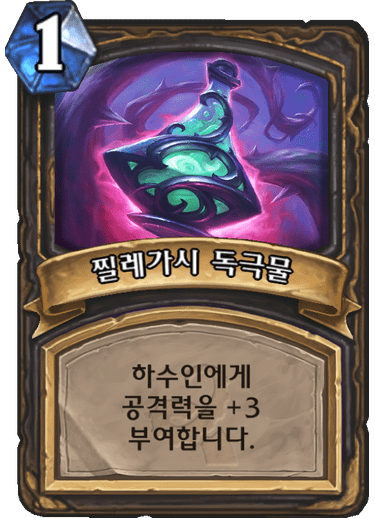 1
찔레가시 독극물
하수인에게
공격력을 +3
부여합니다.